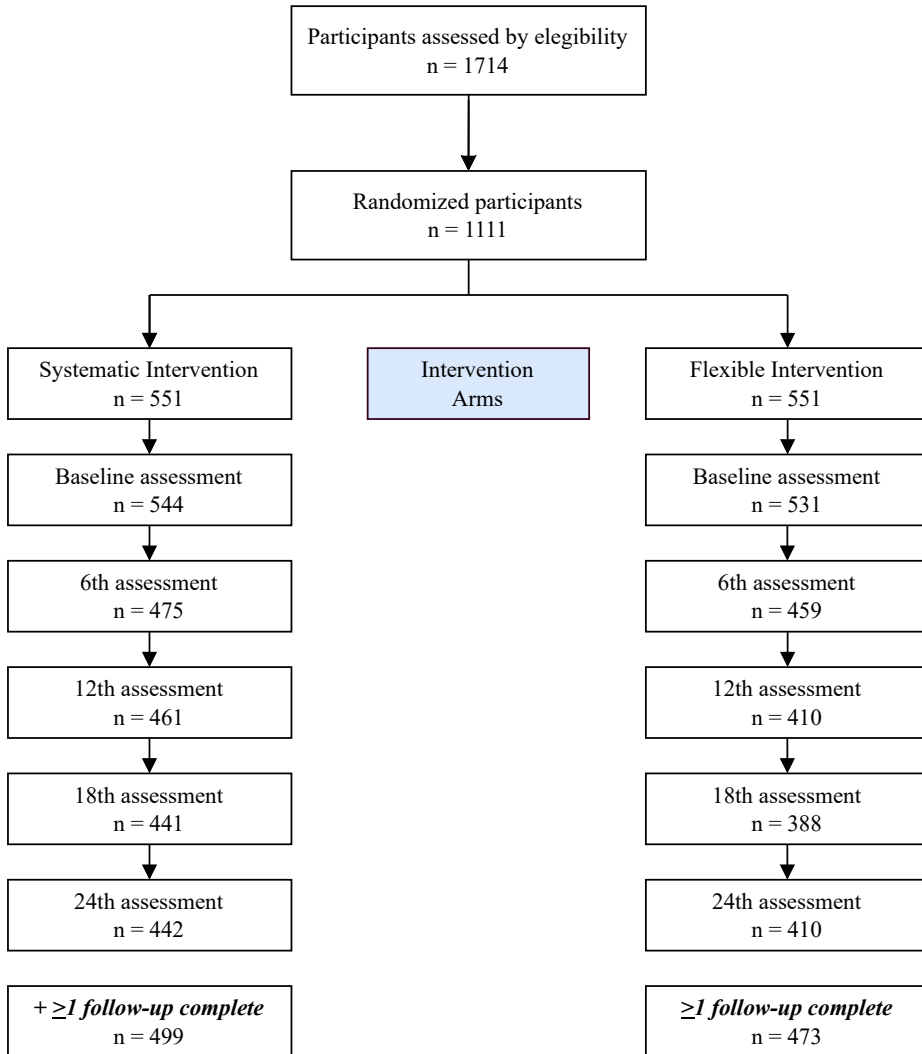 Participants assessed by elegibility
n = 1714
Randomized participants
n = 1111
Systematic Intervention
n = 551
Intervention
Arms
Flexible Intervention
n = 551
Baseline assessment
n = 544
Baseline assessment
n = 531
6th assessment
n = 475
6th assessment
n = 459
12th assessment
n = 461
12th assessment
n = 410
18th assessment
n = 441
18th assessment
n = 388
24th assessment
n = 442
24th assessment
n = 410
+ ≥1 follow-up complete
n = 499
≥1 follow-up complete
n = 473